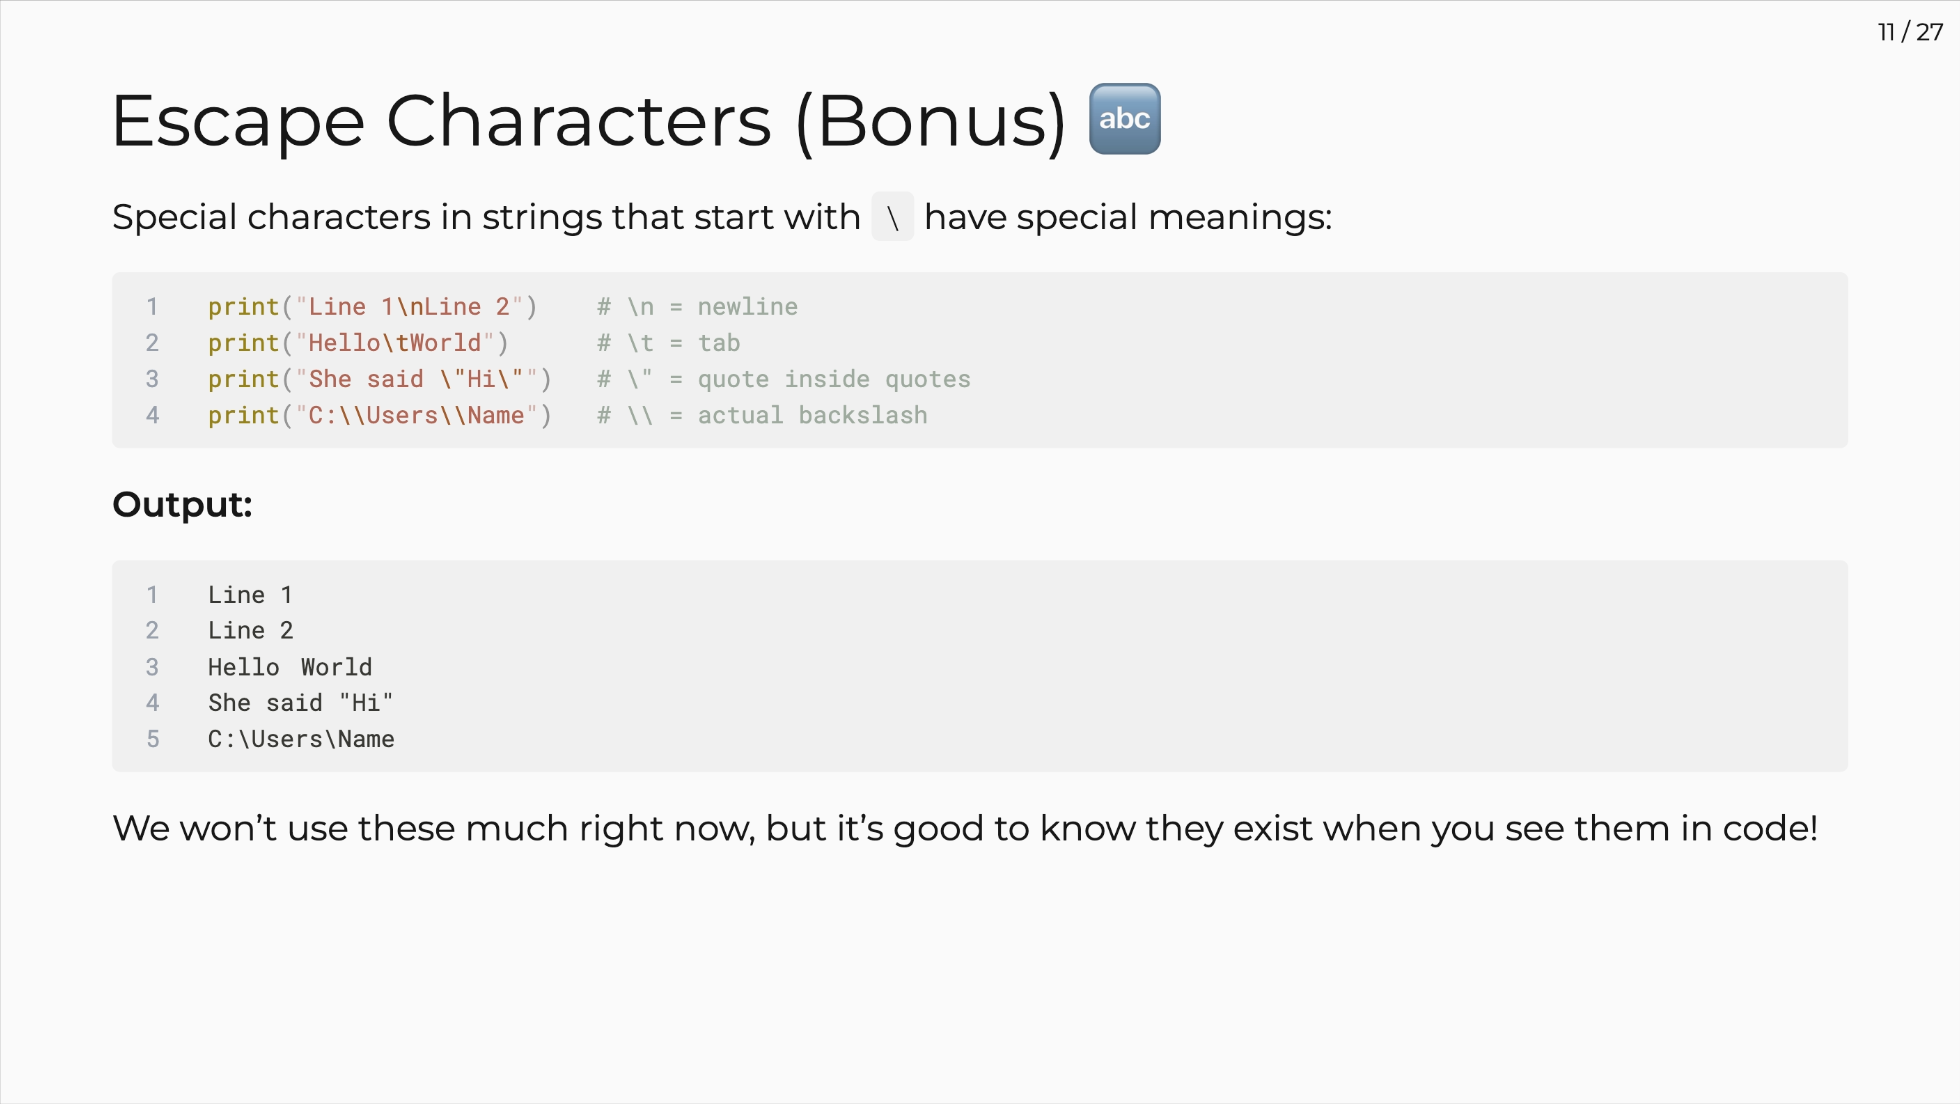 11 / 27
Escape Characters (Bonus) abc
Special characters in strings that start with \ have special meanings:
1 print("Line 1\nLine 2")    # \n = newline
2 print("Hello\tWorld")      # \t = tab
3 print("She said \"Hi\"")   # \" = quote inside quotes
4 print("C:\\Users\\Name")   # \\ = actual backslash
Output:
1 Line 1
2 Line 2
3 Hello	World
4 She said "Hi"
5 C:\Users\Name
We won’t use these much right now, but it’s good to know they exist when you see them in code!